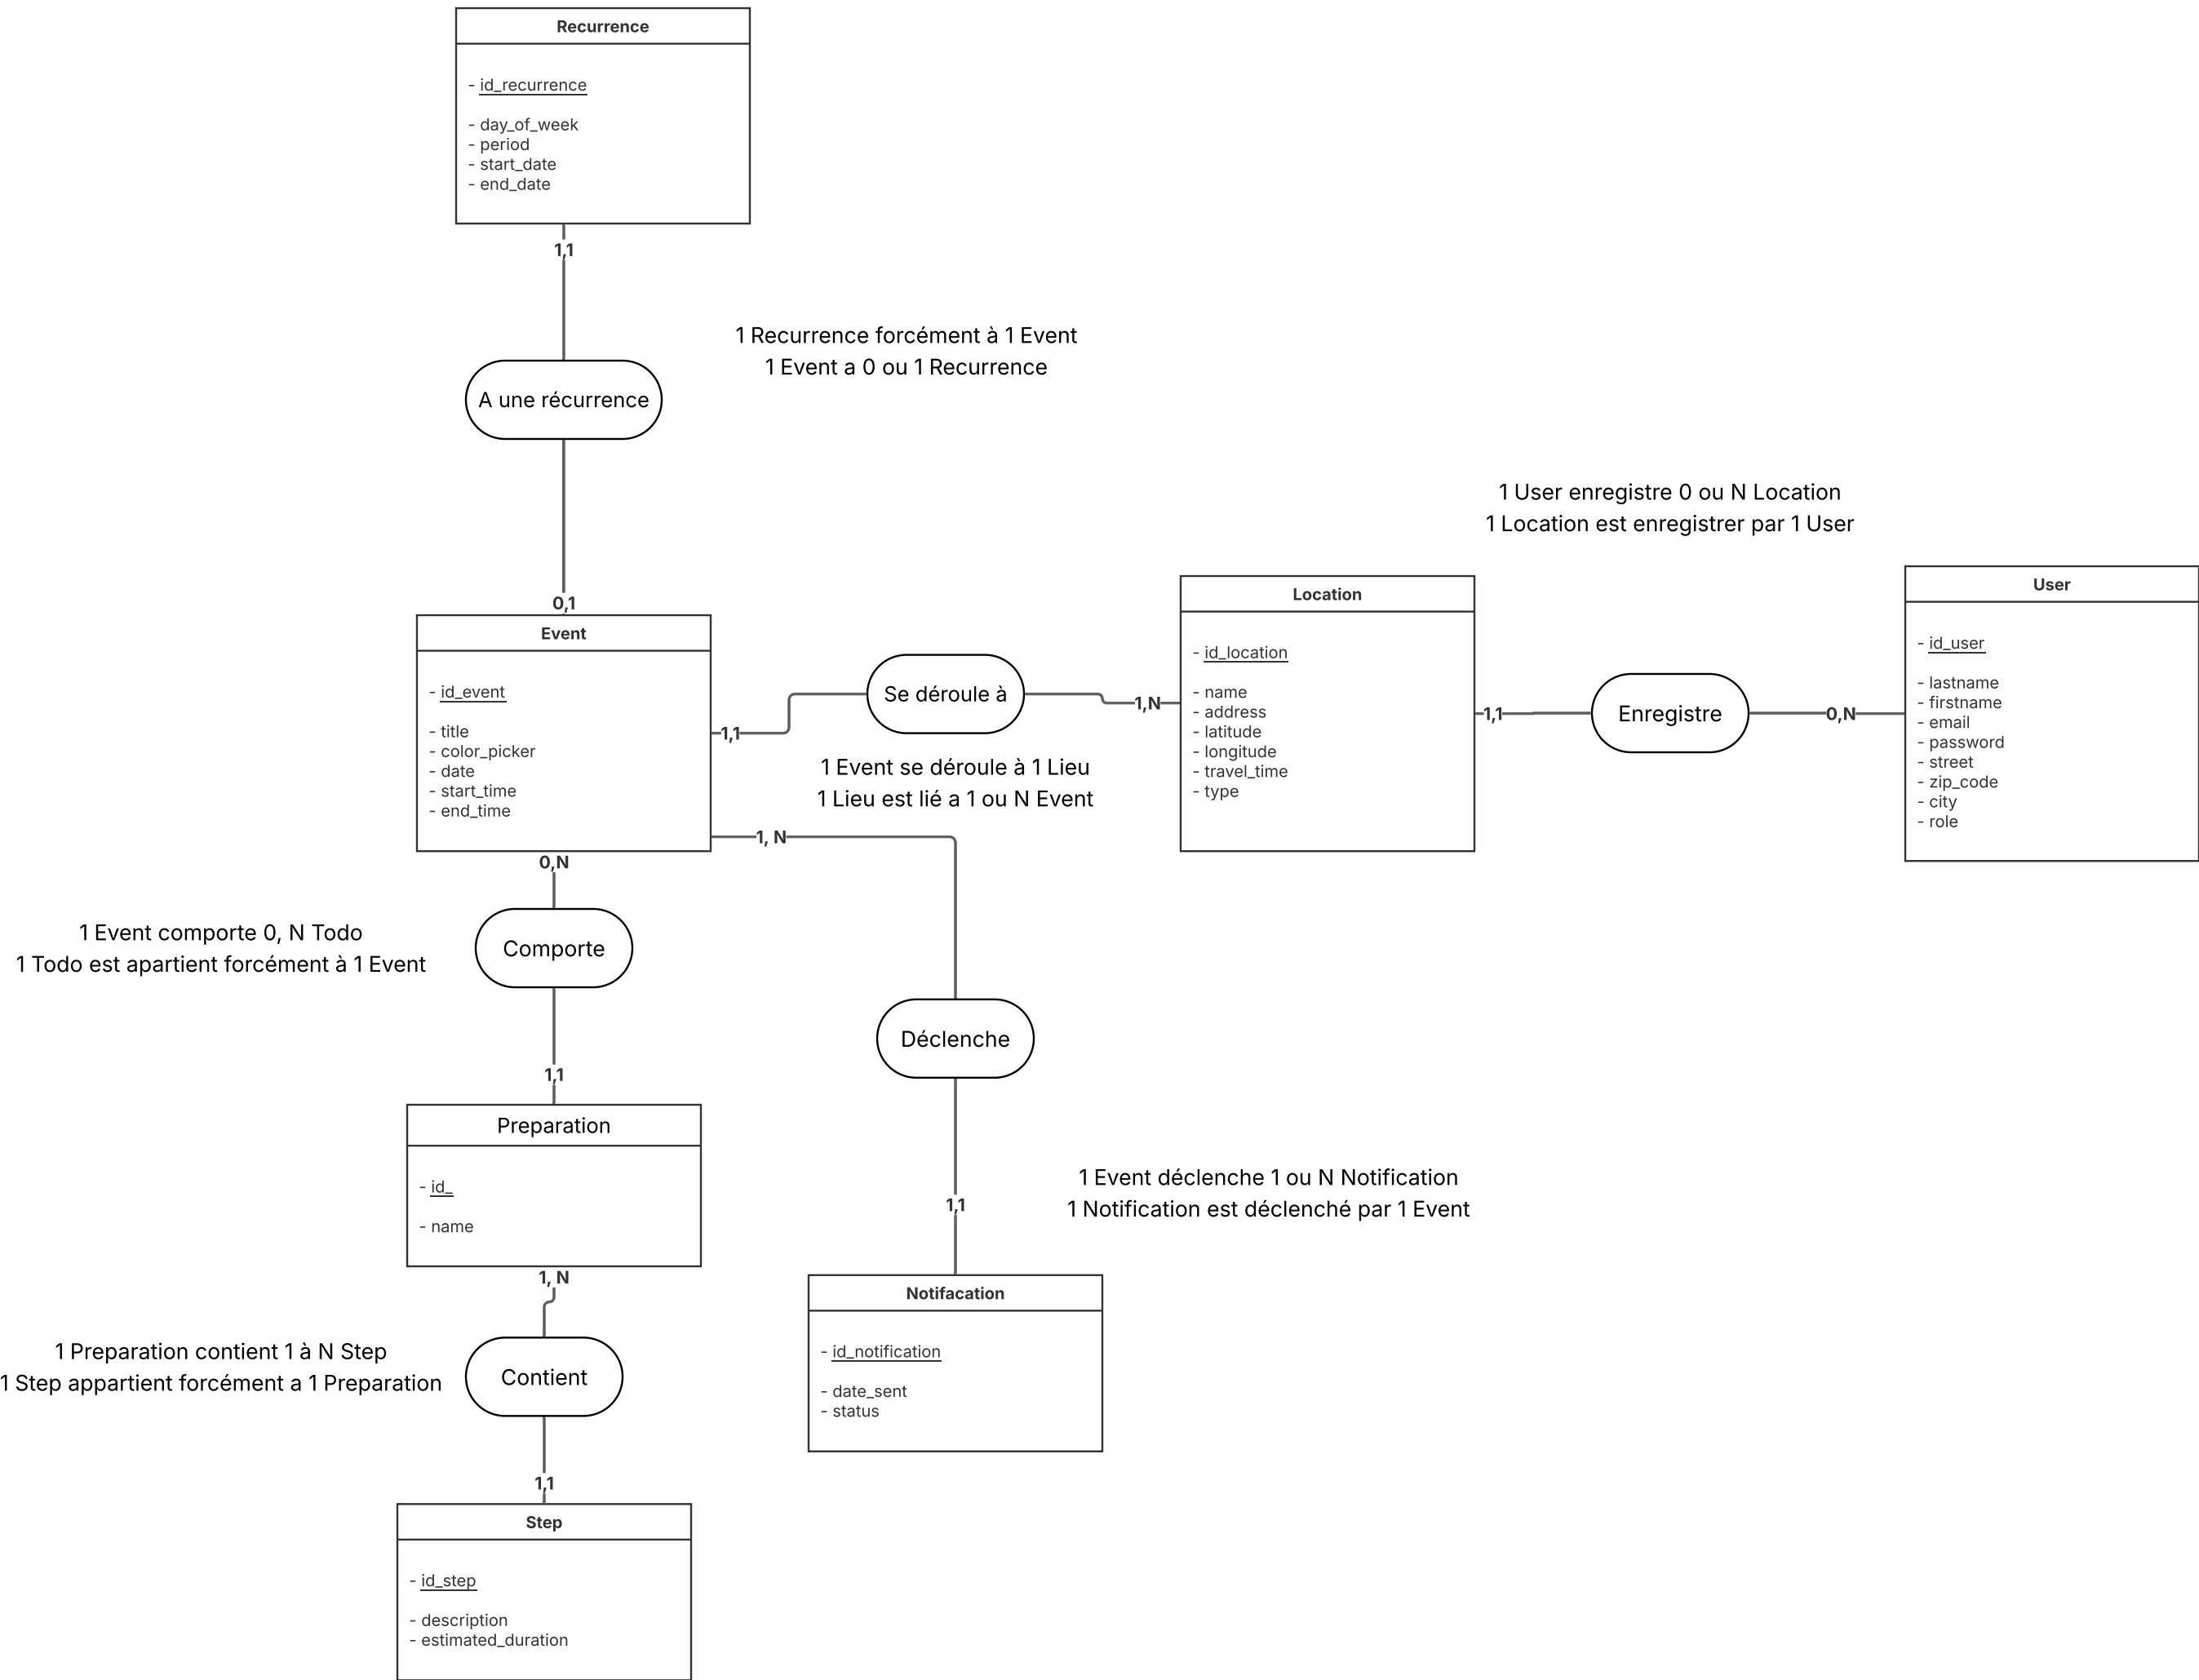 Recurrence
- id_recurrence
- day_of_week
- period
- start_date
- end_date
1,1
1 Recurrence forcément à 1 Event
1 Event a 0 ou 1 Recurrence
A une récurrence
0,1
Event
- id_event
- title
- color_picker
- date
- start_time
- end_time
1,1
Se déroule à
1,N
1 Event se déroule à 1 Lieu
1 Lieu est lié a 1 ou N Event
Location
- id_location
- name
- address
- latitude
- longitude
- travel_time
- type
1 User enregistre 0 ou N Location
1 Location est enregistrer par 1 User
1,1
Enregistre
0,N
User
- id_user
- lastname
- firstname
- email
- password
- street
- zip_code
- city
- role
1, N
0,N
1 Event comporte 0, N Todo
1 Todo est apartient forcément à 1 Event
Comporte
1,1
Déclenche
Preparation
- id_
- name
1 Event déclenche 1 ou N Notification
1 Notification est déclenché par 1 Event
1,1
Notifacation
- id_notification
- date_sent
- status
1, N
1 Preparation contient 1 à N Step
1 Step appartient forcément a 1 Preparation
Contient
1,1
Step
- id_step
- description
- estimated_duration